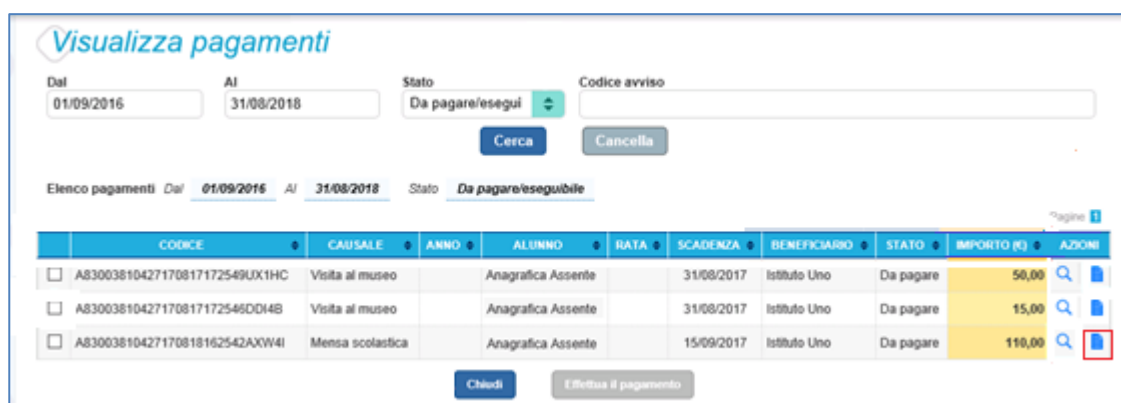 Visualizza pagamenti
Dal Al Stato Codice avviso
01/09/2016 31/08/2018 Da pagare/esegui
Cerca Cancella
Elenco pagamenti Dal 01/09/2016 Al 31/08/2018 Stato Da pagare/eseguibile
Pagine 1
CODICE CAUSALE ANNO ALUNNO RATA SCADENZA BENEFICIARIO STATO IMPORTO (€) AZIONI
A83003810427170817172549UX1HC Visita al museo Anagrafica Assente 31/08/2017 Istituto Uno Da pagare 50,00
A83003810427170817172546DDI4B Visita al museo Anagrafica Assente 31/08/2017 Istituto Uno Da pagare 15,00
A83003810427170818162542AXW4I Mensa scolastica Anagrafica Assente 15/09/2017 Istituto Uno Da pagare 110,00
Chiudi Effettua il pagamento